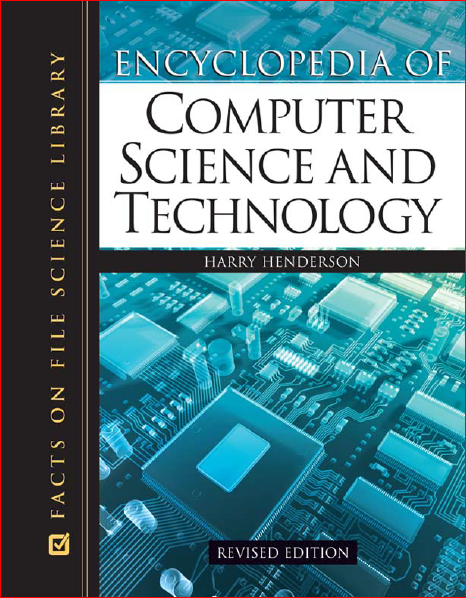 FACTS ON FILE SCIENCE LIBRARY
ENCYCLOPEDIA OF
COMPUTER
SCIENCE AND
TECHNOLOGY
HARRY HENDERSON
REVISED EDITION